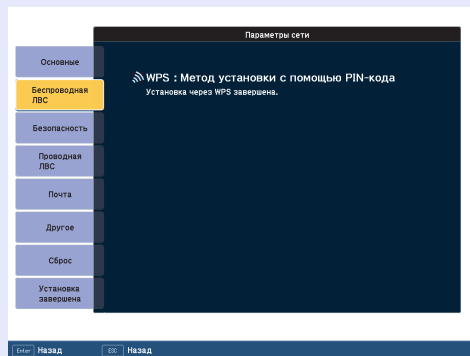 Параметры сети
Основные
Беспроводная
ЛВС
Безопасность
Проводная
ЛВС
Почта
Другое
Сброс
Установка
завершена
WPS : Метод установки с помощью PIN-кода
Установка через WPS завершена.
Enter Назад ESC Назад